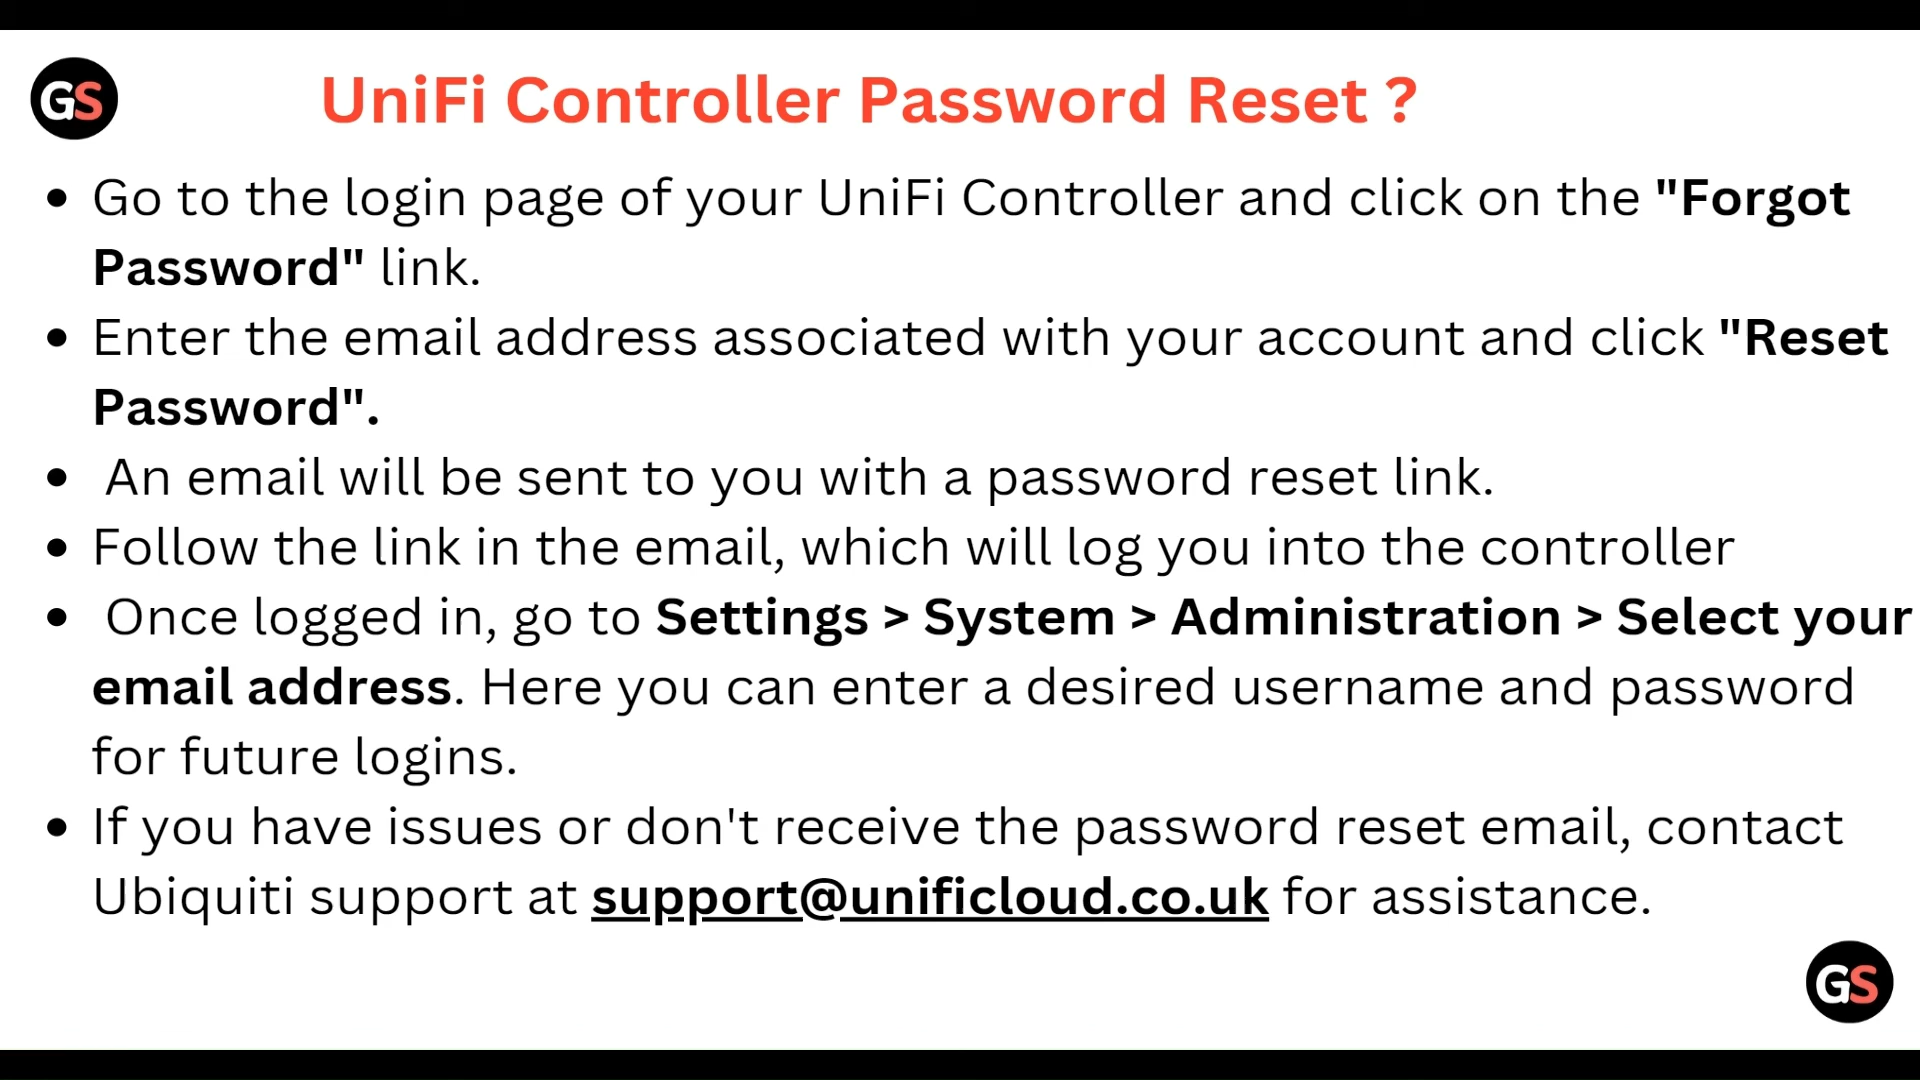 GS
UniFi Controller Password Reset ?
• Go to the login page of your UniFi Controller and click on the "Forgot
Password" link.
• Enter the email address associated with your account and click "Reset
Password".
• An email will be sent to you with a password reset link.
• Follow the link in the email, which will log you into the controller
• Once logged in, go to Settings > System > Administration > Select your
email address. Here you can enter a desired username and password
for future logins.
• If you have issues or don't receive the password reset email, contact
Ubiquiti support at support@unificloud.co.uk for assistance.
GS